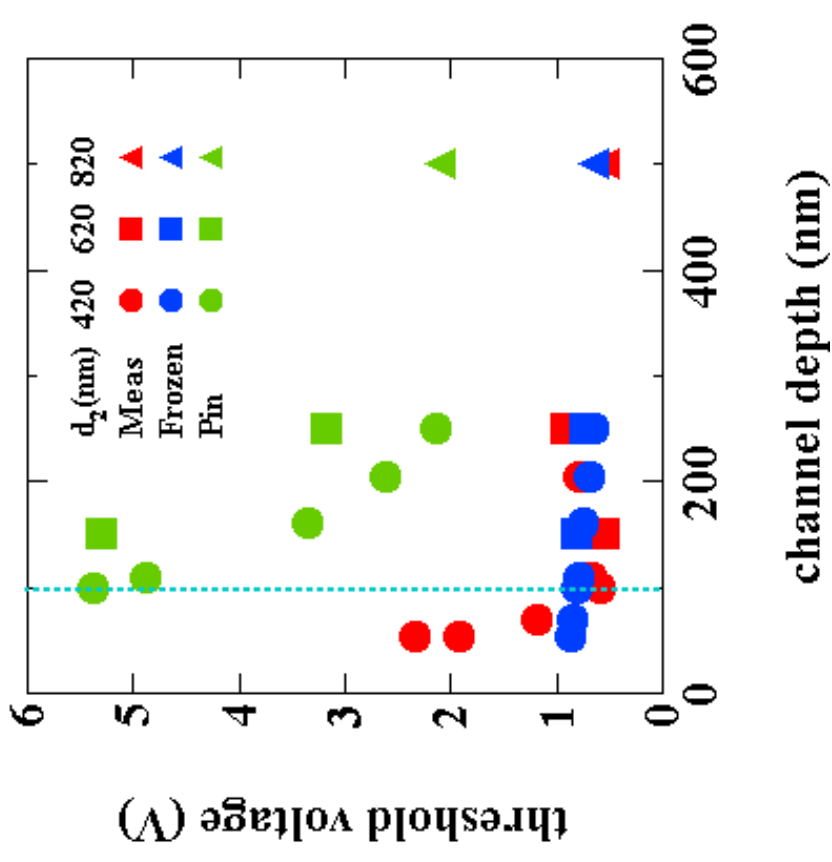 threshold voltage (V)
6
5
4
3
2
1
0
d₂(nm) 420 620 820
Meas
Frozen
Pin
0 200 400 600
channel depth (nm)